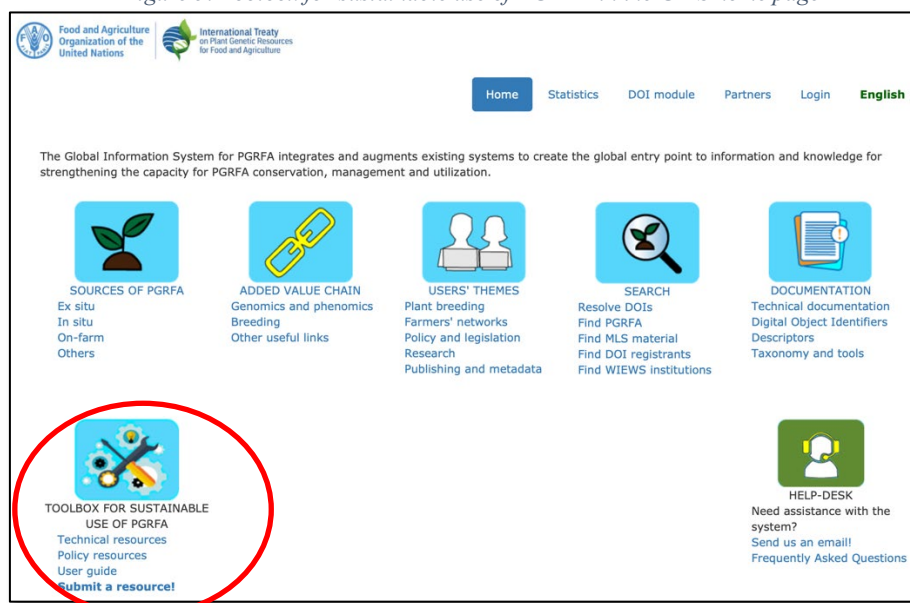 Food and Agriculture
Organization of the
United Nations
International Treaty
on Plant Genetic Resources
for Food and Agriculture
Home Statistics DOI module Partners Login English
The Global Information System for PGRFA integrates and augments existing systems to create the global entry point to information and knowledge for
strengthening the capacity for PGRFA conservation, management and utilization.
SOURCES OF PGRFA
Ex situ
In situ
On-farm
Others
ADDED VALUE CHAIN
Genomics and phenomics
Breeding
Other useful links
USERS' THEMES
Plant breeding
Farmers' networks
Policy and legislation
Research
Publishing and metadata
SEARCH
Resolve DOIs
Find PGRFA
Find MLS material
Find DOI registrants
Find WIEWS institutions
DOCUMENTATION
Technical documentation
Digital Object Identifiers
Descriptors
Taxonomy and tools
TOOLBOX FOR SUSTAINABLE
USE OF PGRFA
Technical resources
Policy resources
User guide
Submit a resource!
HELP-DESK
Need assistance with the
system?
Send us an email!
Frequently Asked Questions